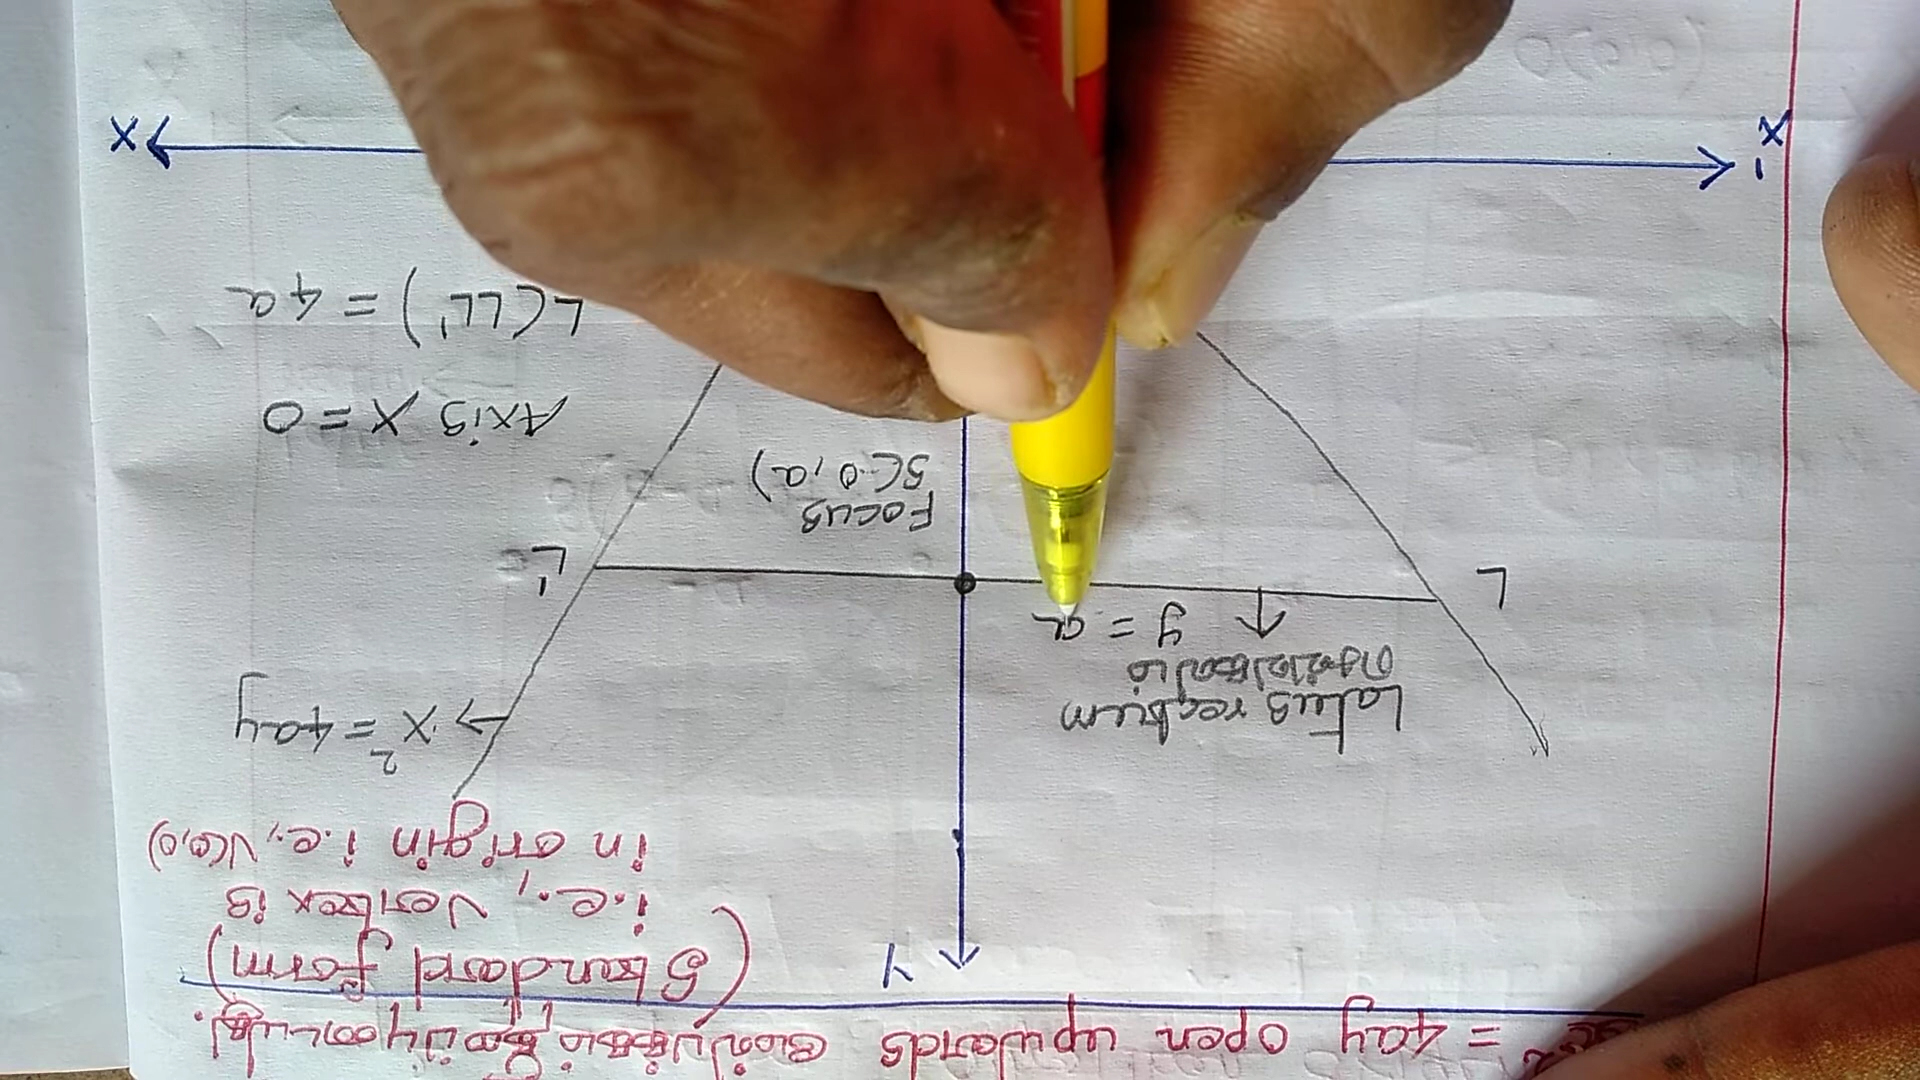 x² = 4ay open upwards
(Standard form)
i.e., Vertex is
in origin i.e., V(0,0)
Y
→ x² = 4ay
Latus rectum
y = a
L
L'
Focus
S(0,a)
Axis x = 0
L(LL') = 4a
X'
X